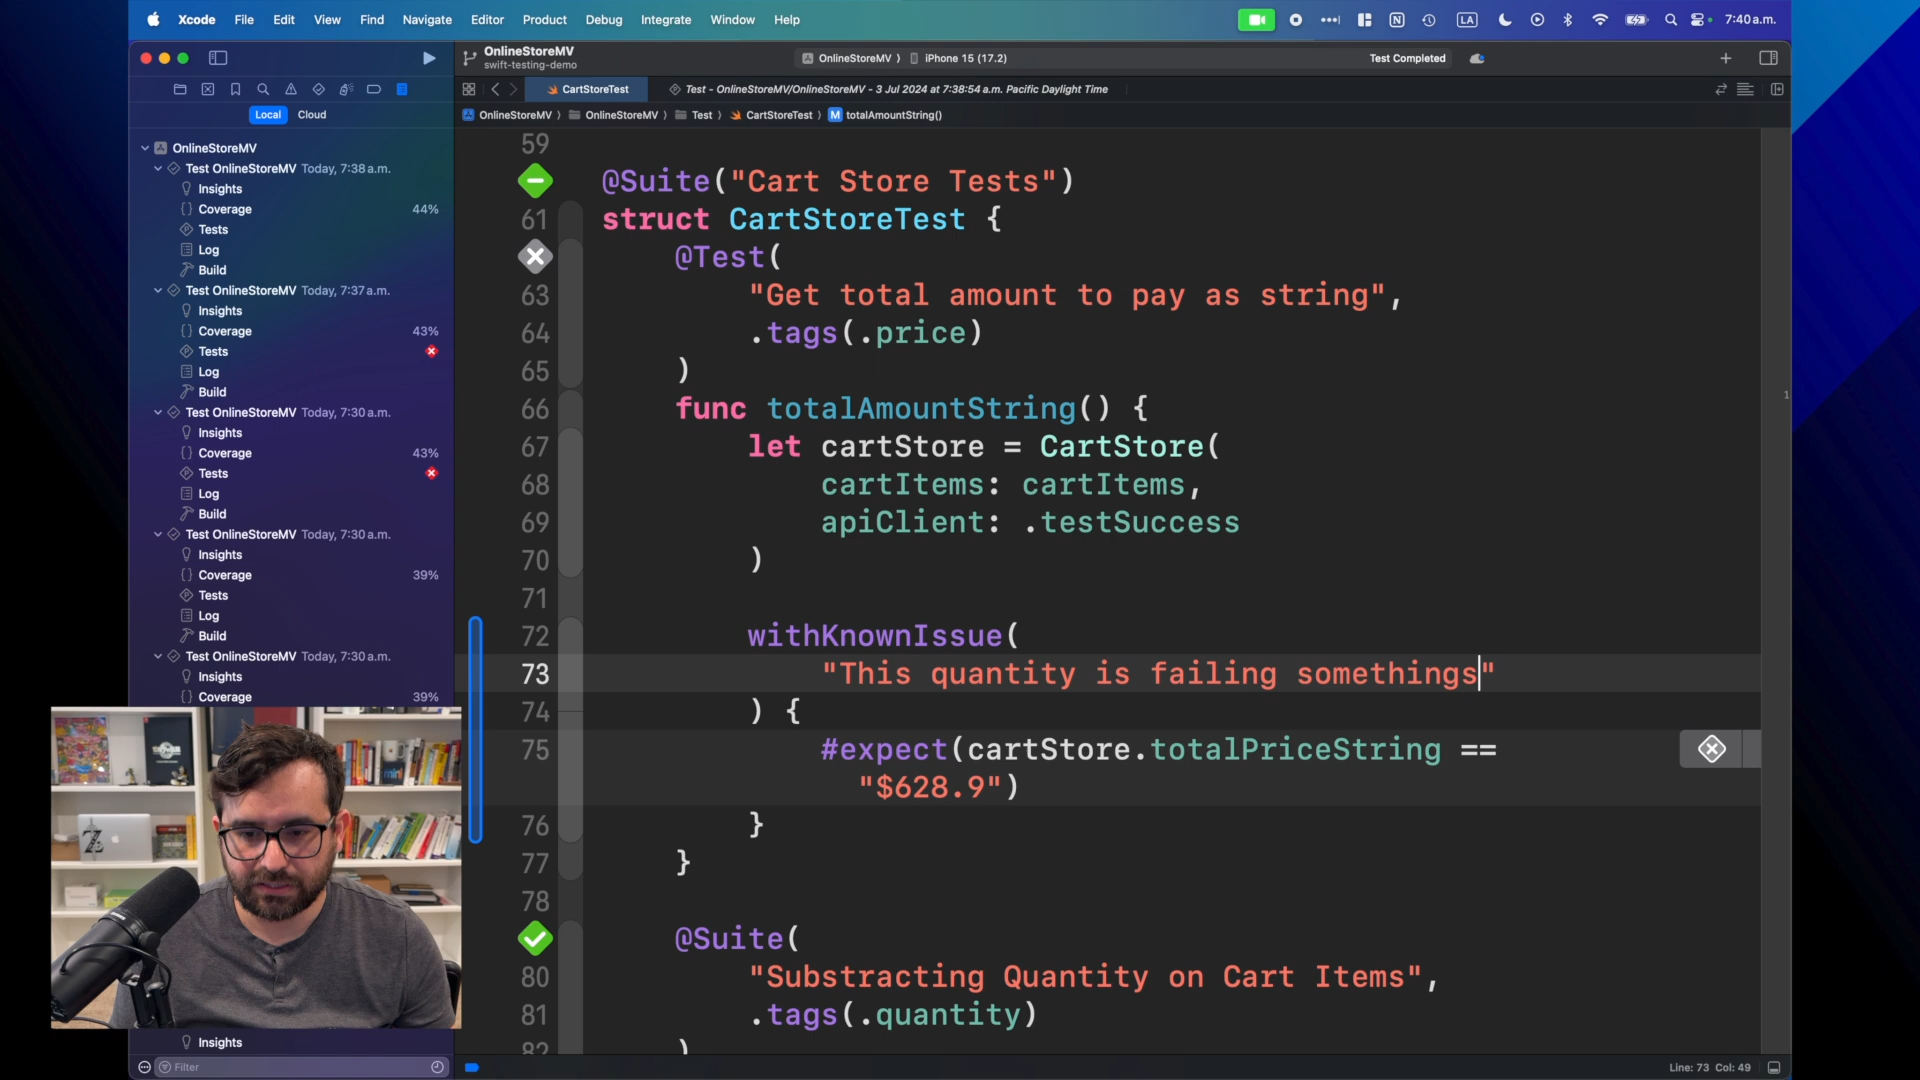 Xcode File Edit View Find Navigate Editor Product Debug Integrate Window Help
LA
7:40 a.m.
OnlineStoreMV
swift-testing-demo
OnlineStoreMV
iPhone 15 (17.2)
Test Completed
CartStoreTest
Test - OnlineStoreMV/OnlineStoreMV - 3 Jul 2024 at 7:38:54 a.m. Pacific Daylight Time
Local Cloud
OnlineStoreMV OnlineStoreMV Test CartStoreTest M totalAmountString()
OnlineStoreMV
Test OnlineStoreMV Today, 7:38 a.m.
Insights
Coverage 44%
Tests
Log
Build
Test OnlineStoreMV Today, 7:37 a.m.
Insights
Coverage 43%
Tests
Log
Build
Test OnlineStoreMV Today, 7:30 a.m.
Insights
Coverage 43%
Tests
Log
Build
Test OnlineStoreMV Today, 7:30 a.m.
Insights
Coverage 39%
Tests
Log
Build
Test OnlineStoreMV Today, 7:30 a.m.
Insights
Coverage 39%
Insights
Filter
59
@Suite("Cart Store Tests")
61 struct CartStoreTest {
@Test(
63 "Get total amount to pay as string",
64 .tags(.price)
65 )
66 func totalAmountString() {
67 let cartStore = CartStore(
68 cartItems: cartItems,
69 apiClient: .testSuccess
70 )
71
72 withKnownIssue(
73 "This quantity is failing somethings"
74 ) {
75 #expect(cartStore.totalPriceString ==
"$628.9")
76 }
77 }
78
@Suite(
80 "Substracting Quantity on Cart Items",
81 .tags(.quantity)
82 )
1
Line: 73 Col: 49
mini